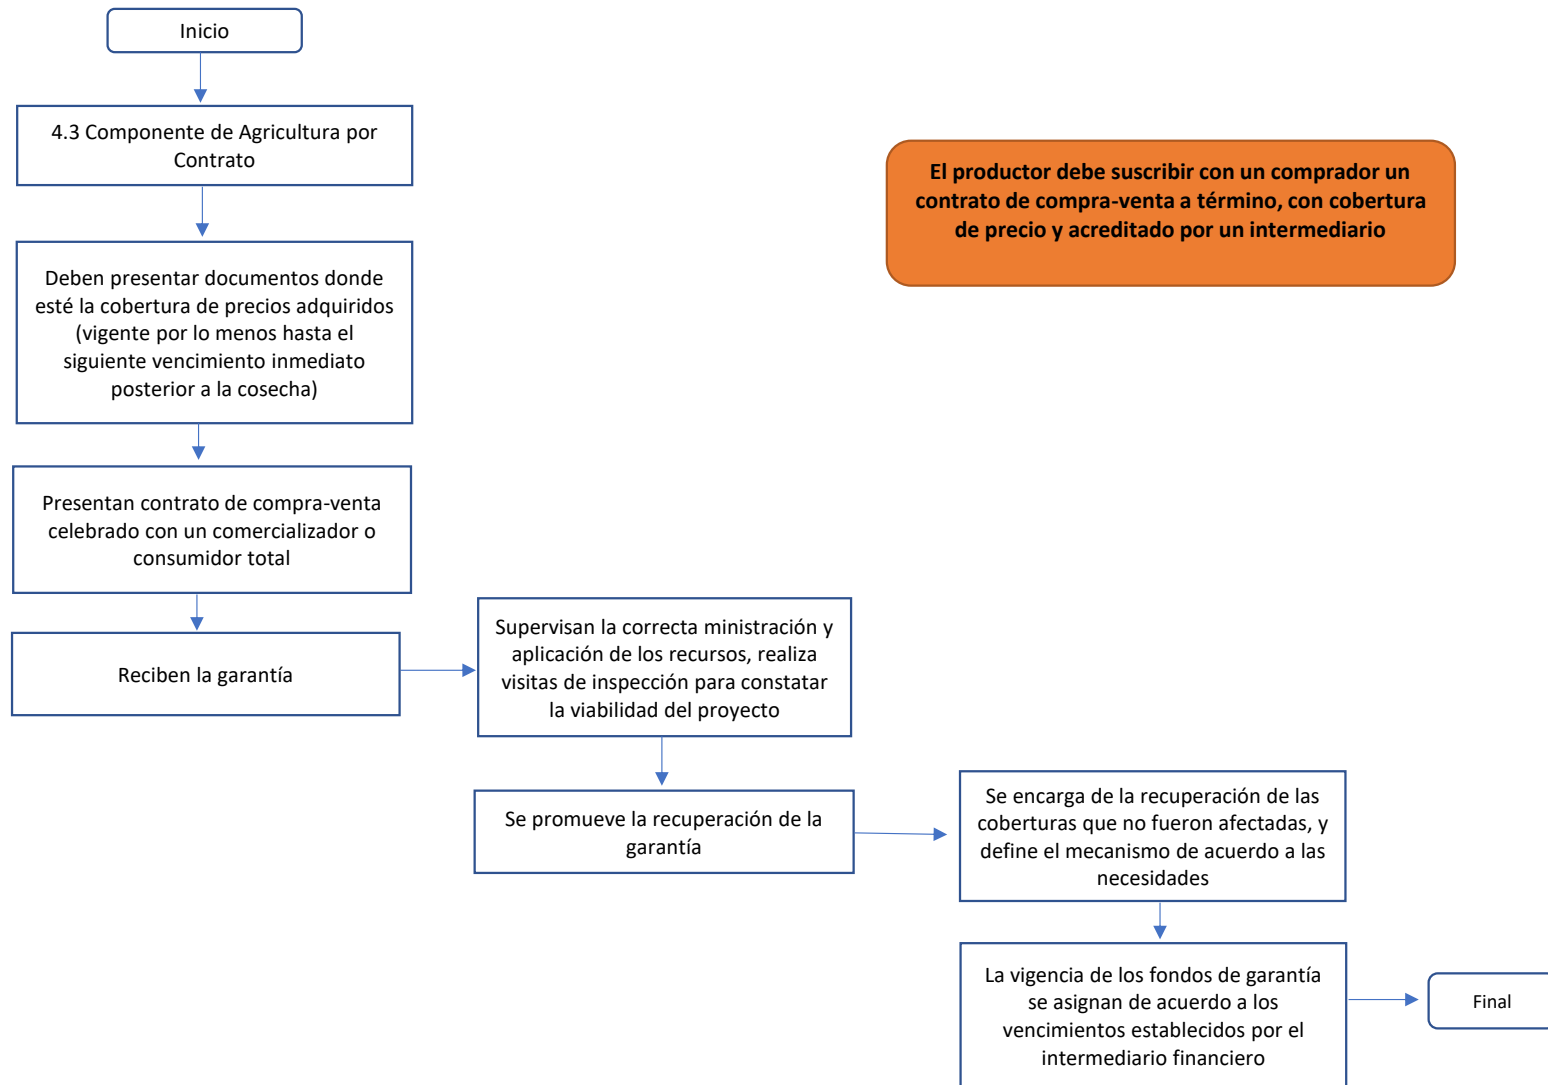 Inicio
4.3 Componente de Agricultura por
Contrato
El productor debe suscribir con un comprador un
contrato de compra-venta a término, con cobertura
de precio y acreditado por un intermediario
Deben presentar documentos donde
esté la cobertura de precios adquiridos
(vigente por lo menos hasta el
siguiente vencimiento inmediato
posterior a la cosecha)
Presentan contrato de compra-venta
celebrado con un comercializador o
consumidor total
Reciben la garantía
Supervisan la correcta ministración y
aplicación de los recursos, realiza
visitas de inspección para constatar
la viabilidad del proyecto
Se promueve la recuperación de la
garantía
Se encarga de la recuperación de las
coberturas que no fueron afectadas, y
define el mecanismo de acuerdo a las
necesidades
La vigencia de los fondos de garantía
se asignan de acuerdo a los
vencimientos establecidos por el
intermediario financiero
Final